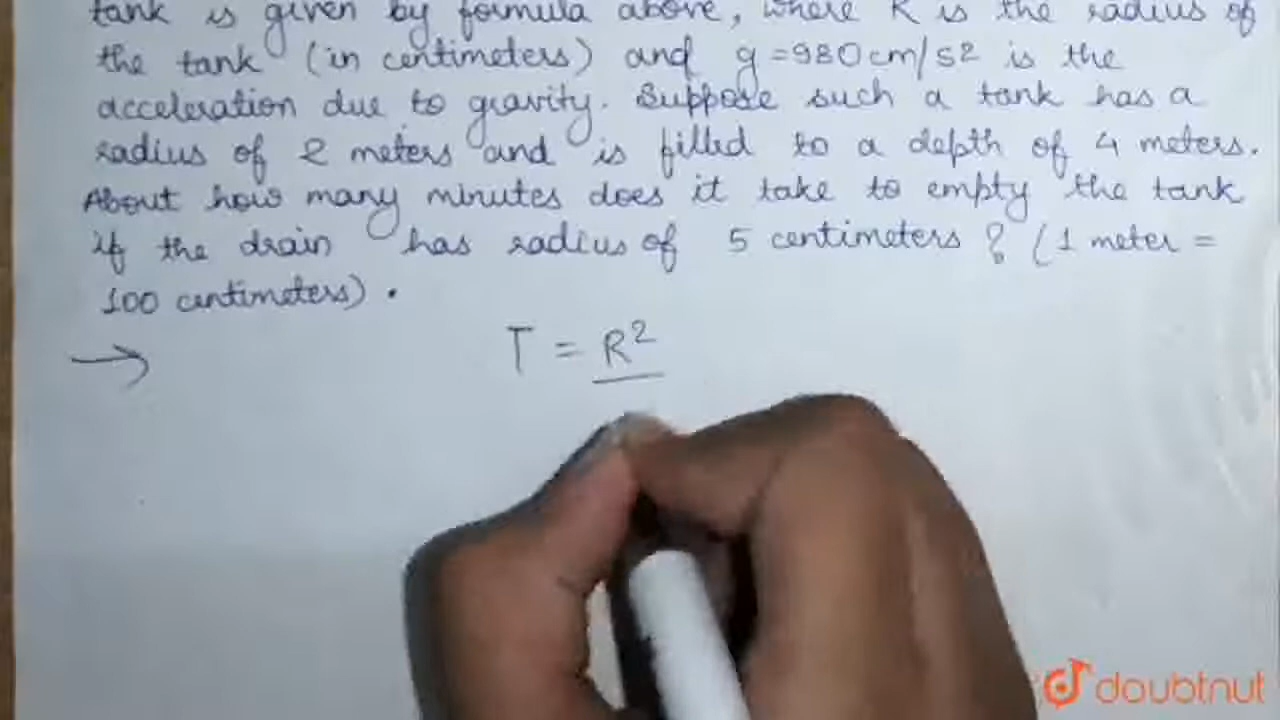 tank is given by formula above, where R is the radius of
the tank (in centimeters) and g=980cm/s2 is the
acceleration due to gravity. Suppose such a tank has a
radius of 2 meters and is filled to a depth of 4 meters.
About how many minutes does it take to empty the tank
if the drain has radius of 5 centimeters? (1 meter =
100 centimeters).
→ T = R²
doubtnut